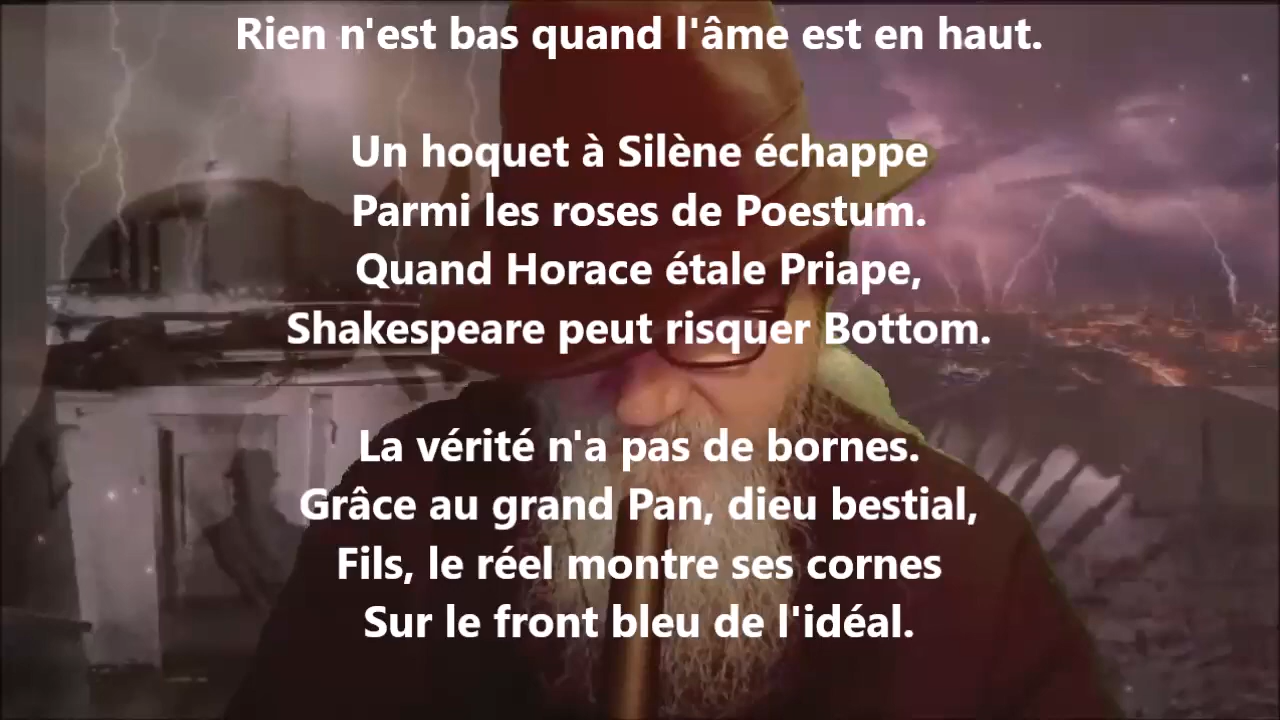 Rien n'est bas quand l'âme est en haut.
Un hoquet à Silène échappe
Parmi les roses de Poestum.
Quand Horace étale Priape,
Shakespeare peut risquer Bottom.
La vérité n'a pas de bornes.
Grâce au grand Pan, dieu bestial,
Fils, le réel montre ses cornes
Sur le front bleu de l'idéal.